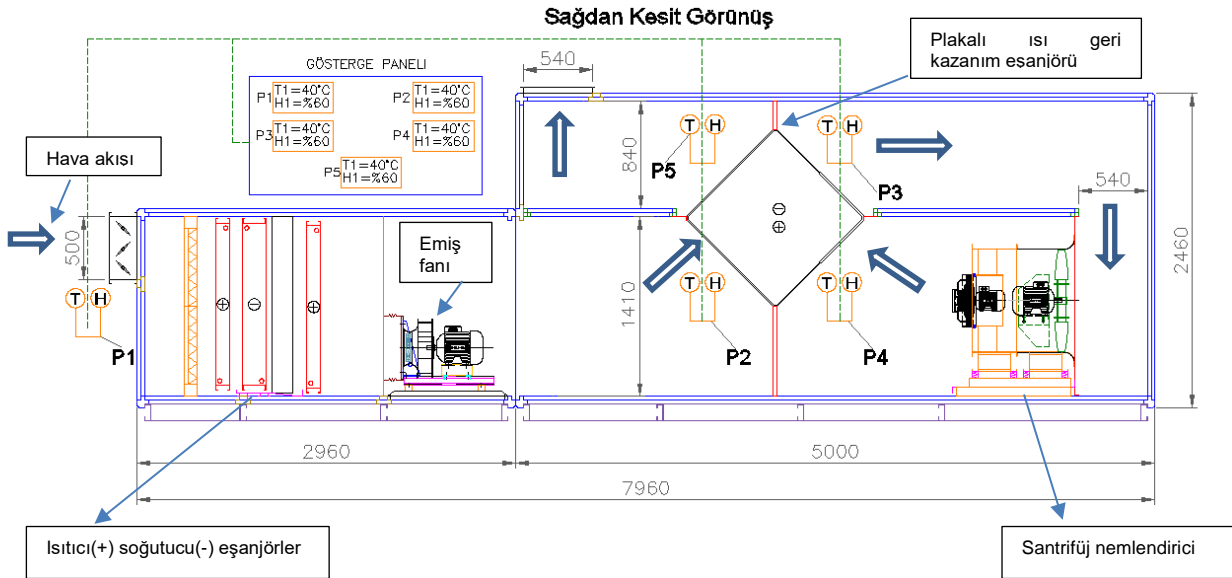 Sağdan Kesit Görünüş
Plakalı ısı geri
kazanım eşanjörü
540
GÖSTERGE PANELİ
P1 T1=40°C
H1=%60
P2 T1=40°C
H1=%60
P3 T1=40°C
H1=%60
P4 T1=40°C
H1=%60
P5 T1=40°C
H1=%60
Hava akışı
T H
P5
T H
P3
840
540
500
Emiş
fanı
2460
1410
T H
P1
T H
P2
T H
P4
2960
5000
7960
Isıtıcı(+) soğutucu(-) eşanjörler
Santrifüj nemlendirici